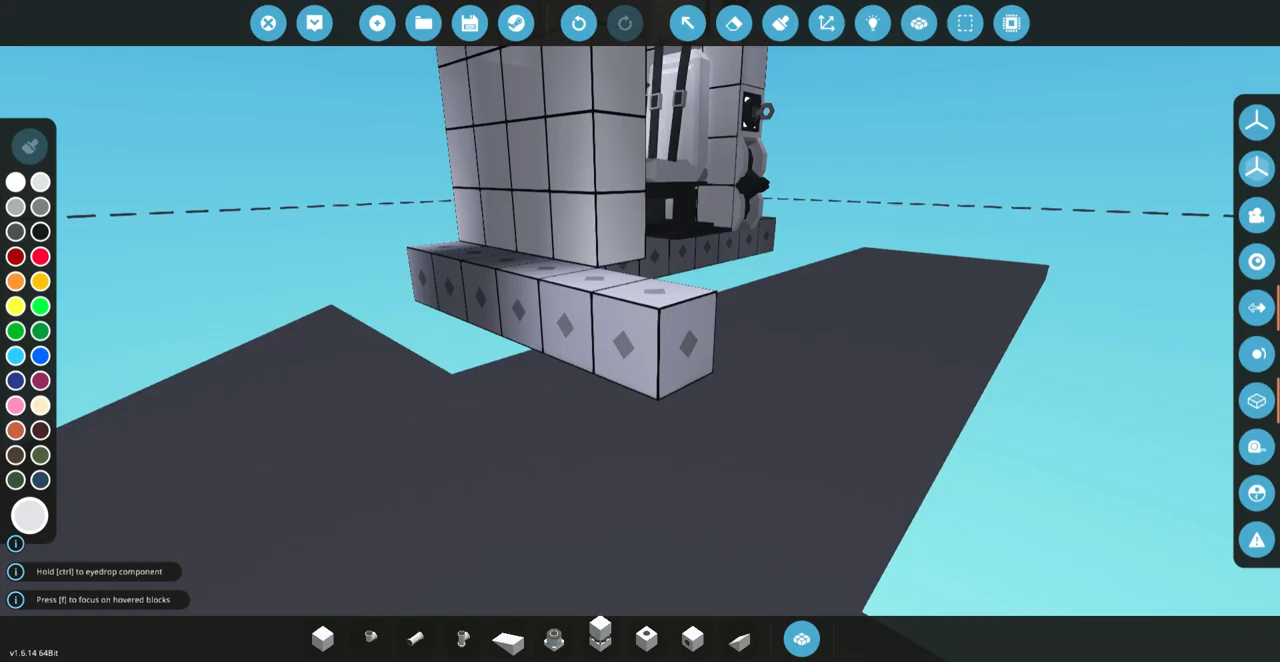 Hold [ctrl] to eyedrop component
Press [f] to focus on hovered blocks
v1.6.14 64Bit